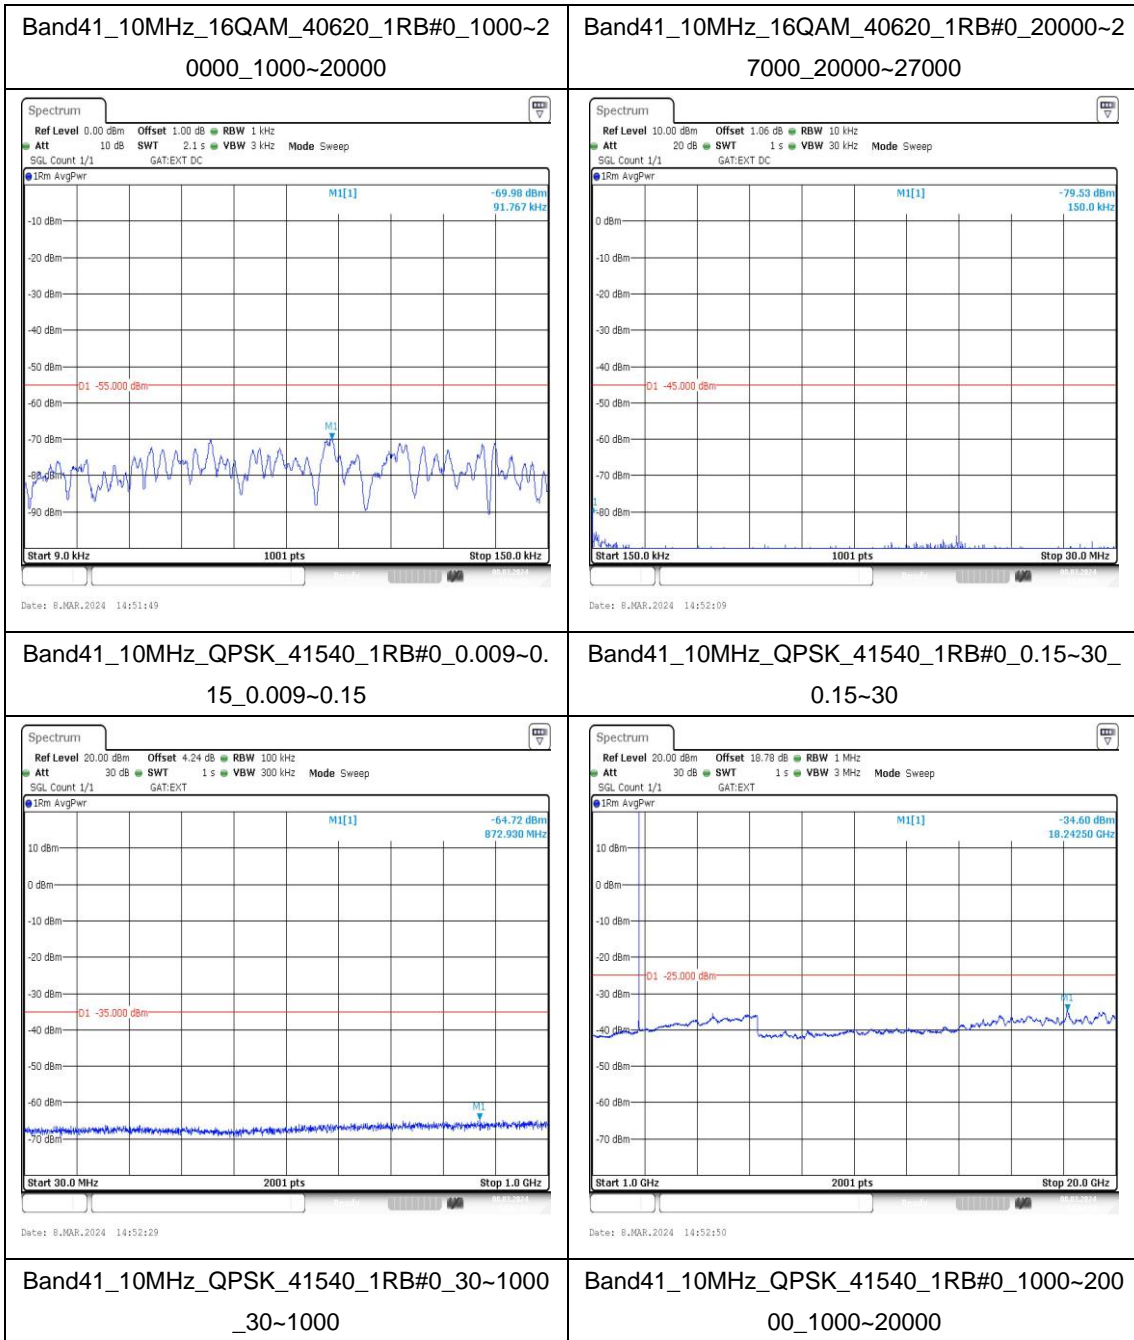 Band41_10MHz_16QAM_40620_1RB#0_1000~2
0000_1000~20000
Band41_10MHz_16QAM_40620_1RB#0_20000~2
7000_20000~27000
Spectrum
Ref Level 0.00 dBm Offset 1.00 dB RBW 1 kHz
Att 10 dB SWT 2.1 s VBW 3 kHz Mode Sweep
SGL Count 1/1 GAT:EXT DC
1Rm AvgPwr
M1[1] -69.98 dBm
91.767 kHz
-10 dBm
-20 dBm
-30 dBm
-40 dBm
-50 dBm
D1 -55.000 dBm
-60 dBm
M1
-70 dBm
-80 dBm
-90 dBm
Start 9.0 kHz 1001 pts Stop 150.0 kHz
Date: 8.MAR.2024 14:51:49
Spectrum
Ref Level 10.00 dBm Offset 1.06 dB RBW 10 kHz
Att 20 dB SWT 1 s VBW 30 kHz Mode Sweep
SGL Count 1/1 GAT:EXT DC
1Rm AvgPwr
M1[1] -79.53 dBm
150.0 kHz
0 dBm
-10 dBm
-20 dBm
-30 dBm
-40 dBm
D1 -45.000 dBm
-50 dBm
-60 dBm
-70 dBm
-80 dBm
Start 150.0 kHz 1001 pts Stop 30.0 MHz
Date: 8.MAR.2024 14:52:09
Band41_10MHz_QPSK_41540_1RB#0_0.009~0.
15_0.009~0.15
Band41_10MHz_QPSK_41540_1RB#0_0.15~30_
0.15~30
Spectrum
Ref Level 20.00 dBm Offset 4.24 dB RBW 100 kHz
Att 30 dB SWT 1 s VBW 300 kHz Mode Sweep
SGL Count 1/1 GAT:EXT
1Rm AvgPwr
M1[1] -64.72 dBm
872.930 MHz
10 dBm
0 dBm
-10 dBm
-20 dBm
-30 dBm
D1 -35.000 dBm
-40 dBm
-50 dBm
-60 dBm
M1
-70 dBm
Start 30.0 MHz 2001 pts Stop 1.0 GHz
Date: 8.MAR.2024 14:52:29
Spectrum
Ref Level 20.00 dBm Offset 18.78 dB RBW 1 MHz
Att 30 dB SWT 1 s VBW 3 MHz Mode Sweep
SGL Count 1/1 GAT:EXT
1Rm AvgPwr
M1[1] -34.60 dBm
18.24250 GHz
10 dBm
0 dBm
-10 dBm
-20 dBm
D1 -25.000 dBm
-30 dBm
M1
-40 dBm
-50 dBm
-60 dBm
-70 dBm
Start 1.0 GHz 2001 pts Stop 20.0 GHz
Date: 8.MAR.2024 14:52:50
Band41_10MHz_QPSK_41540_1RB#0_30~1000
_30~1000
Band41_10MHz_QPSK_41540_1RB#0_1000~200
00_1000~20000